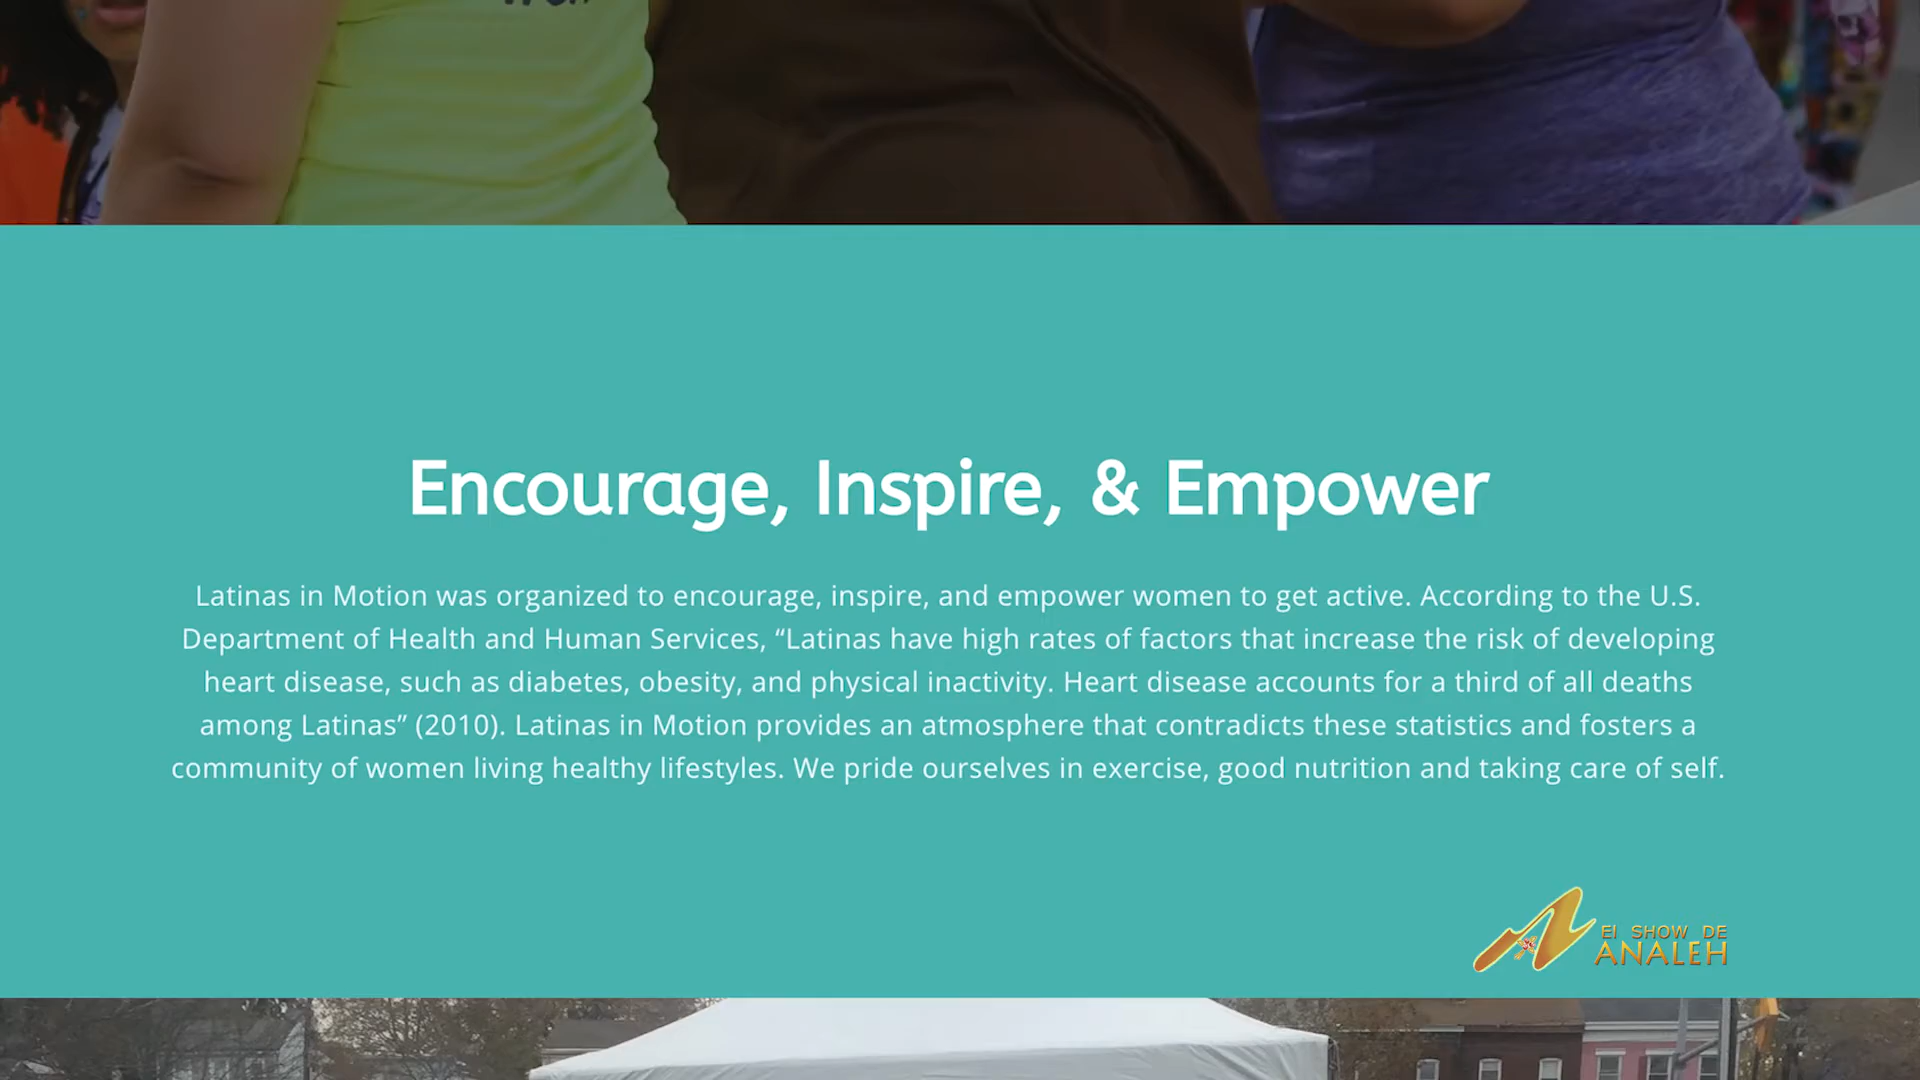 Encourage, Inspire, & Empower
Latinas in Motion was organized to encourage, inspire, and empower women to get active. According to the U.S.
Department of Health and Human Services, “Latinas have high rates of factors that increase the risk of developing
heart disease, such as diabetes, obesity, and physical inactivity. Heart disease accounts for a third of all deaths
among Latinas” (2010). Latinas in Motion provides an atmosphere that contradicts these statistics and fosters a
community of women living healthy lifestyles. We pride ourselves in exercise, good nutrition and taking care of self.
El SHOW DE
ANALEH